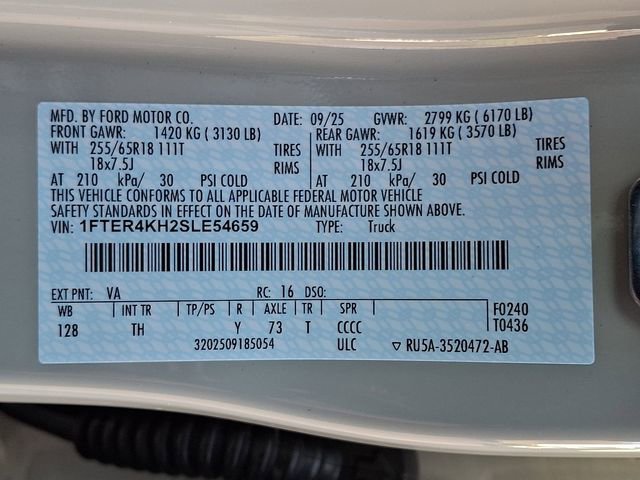 MFD. BY FORD MOTOR CO. DATE: 09/25 GVWR: 2799 KG ( 6170 LB)
FRONT GAWR: 1420 KG ( 3130 LB) REAR GAWR: 1619 KG ( 3570 LB)
WITH 255/65R18 111T TIRES WITH 255/65R18 111T TIRES
18x7.5J RIMS 18x7.5J RIMS
AT 210 kPa/ 30 PSI COLD AT 210 kPa/ 30 PSI COLD
THIS VEHICLE CONFORMS TO ALL APPLICABLE FEDERAL MOTOR VEHICLE
SAFETY STANDARDS IN EFFECT ON THE DATE OF MANUFACTURE SHOWN ABOVE.
VIN: 1FTER4KH2SLE54659 TYPE: Truck
EXT PNT: VA RC: 16 DSO:
WB INT TR TP/PS R AXLE TR SPR F0240
128 TH Y 73 T CCCC T0436
3202509185054 ULC ▽ RU5A-3520472-AB